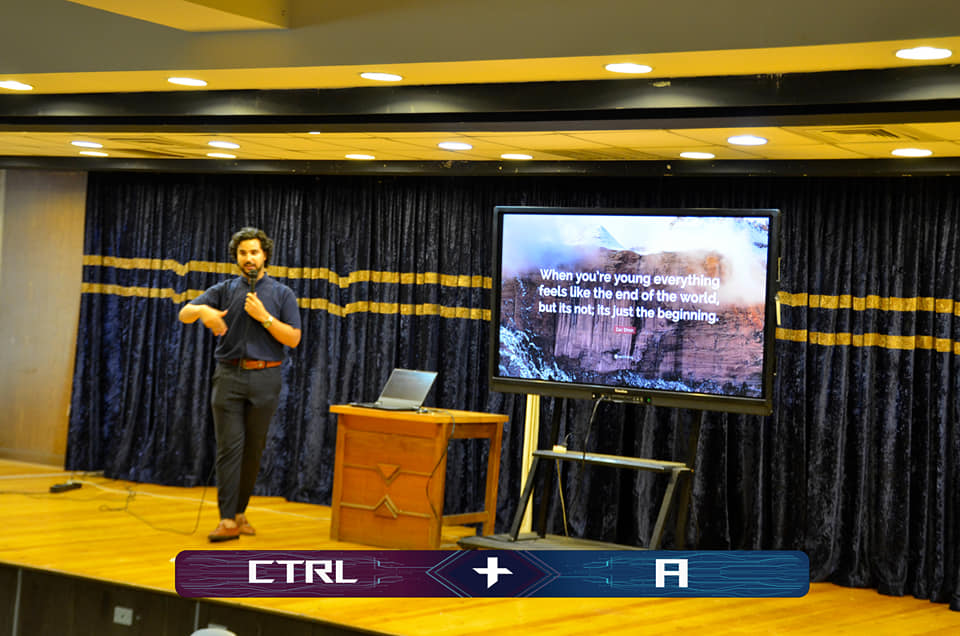 When you're young everything
feels like the end of the world,
but its not; its just the beginning.
CTRL + A